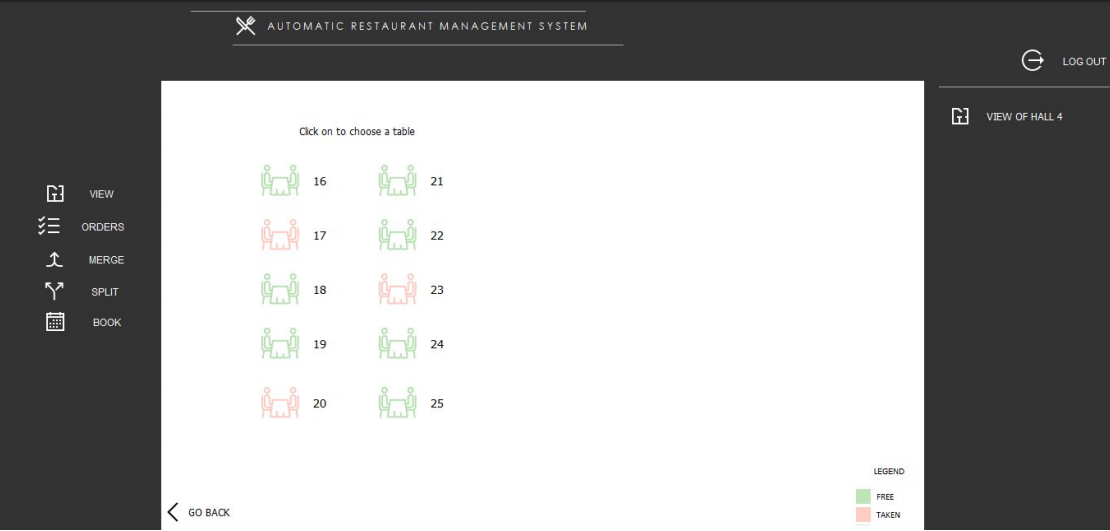 AUTOMATIC RESTAURANT MANAGEMENT SYSTEM
LOG OUT
VIEW OF HALL 4
Click on to choose a table
16 21
VIEW
ORDERS
17 22
MERGE
18 23
SPLIT
BOOK
19 24
20 25
LEGEND
FREE
GO BACK
TAKEN